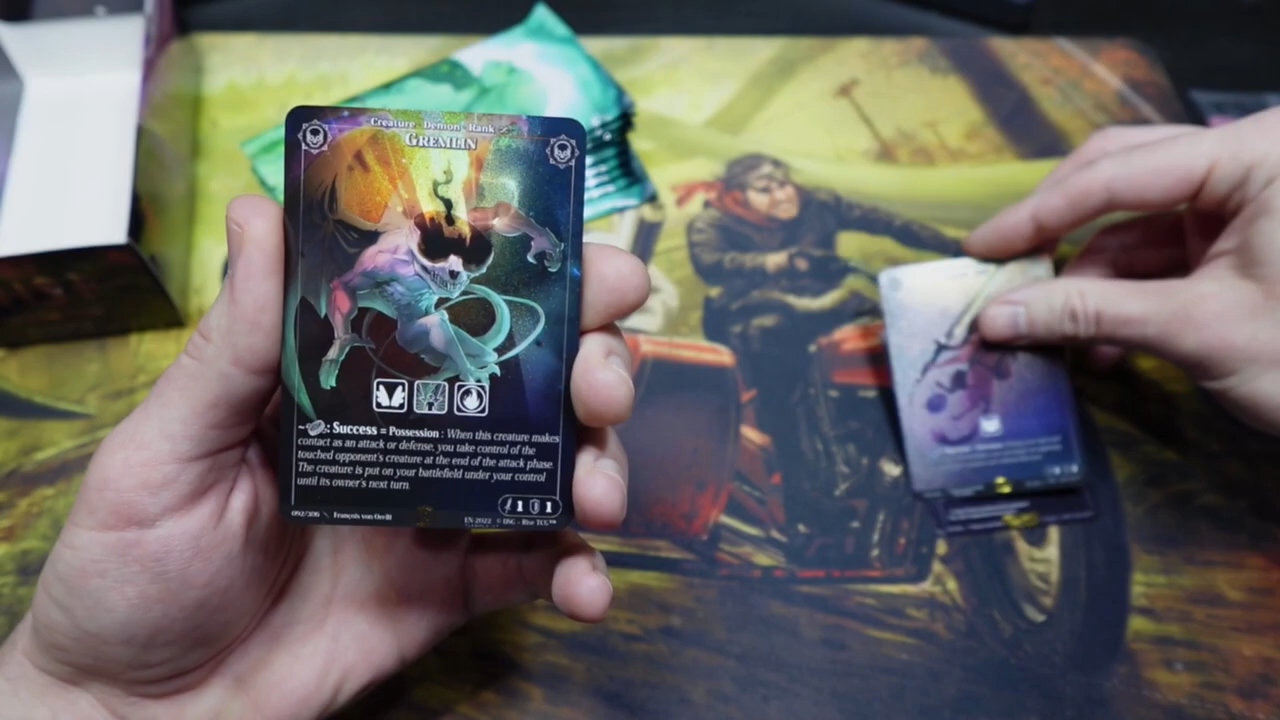 Creature - Demon - Rank
GREMLIN
: Success = Possession : When this creature makes
contact as an attack or defense, you take control of the
touched opponent's creature at the end of the attack phase.
The creature is put on your battlefield under your control
until its owner's next turn.
1 1
092/306 François von Orelli EN-2022 © DSG - Rise TCG™